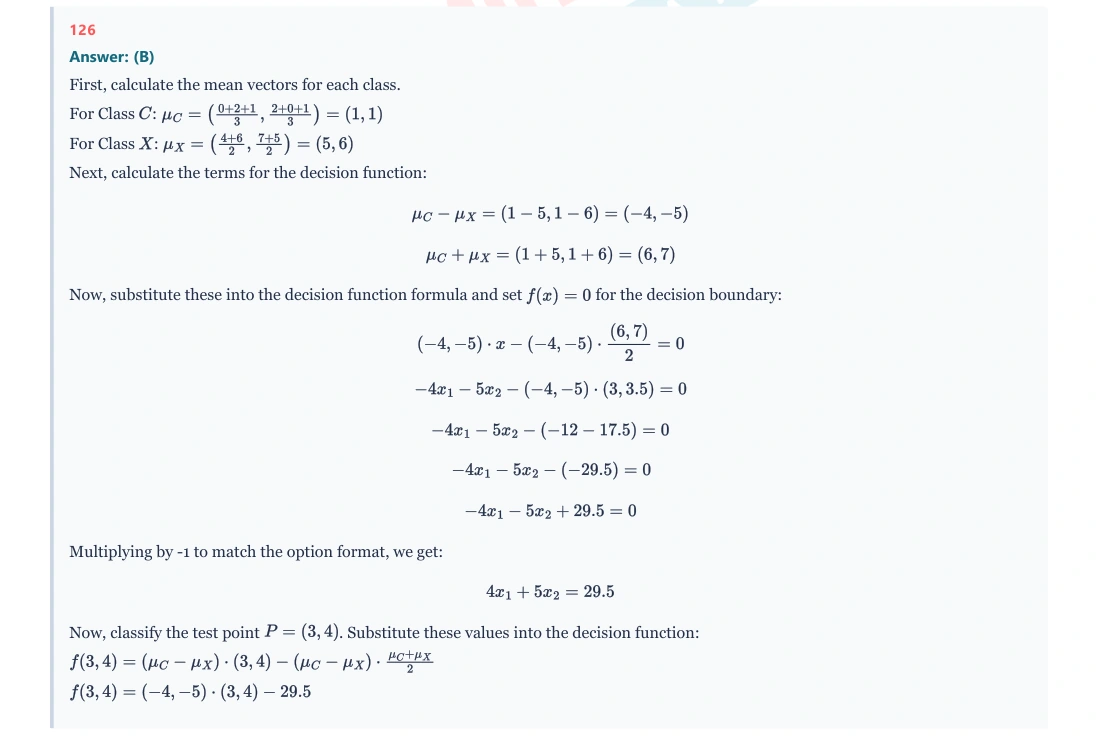 126
Answer: (B)
First, calculate the mean vectors for each class.
For Class C: μ_C = ((0+2+1)/3, (2+0+1)/3) = (1, 1)
For Class X: μ_X = ((4+6)/2, (7+5)/2) = (5, 6)
Next, calculate the terms for the decision function:
μ_C − μ_X = (1 − 5, 1 − 6) = (−4, −5)
μ_C + μ_X = (1 + 5, 1 + 6) = (6, 7)
Now, substitute these into the decision function formula and set f(x) = 0 for the decision boundary:
(−4, −5) · x − (−4, −5) · (6, 7)/2 = 0
−4x₁ − 5x₂ − (−4, −5) · (3, 3.5) = 0
−4x₁ − 5x₂ − (−12 − 17.5) = 0
−4x₁ − 5x₂ − (−29.5) = 0
−4x₁ − 5x₂ + 29.5 = 0
Multiplying by -1 to match the option format, we get:
4x₁ + 5x₂ = 29.5
Now, classify the test point P = (3, 4). Substitute these values into the decision function:
f(3, 4) = (μ_C − μ_X) · (3, 4) − (μ_C − μ_X) · (μ_C+μ_X)/2
f(3, 4) = (−4, −5) · (3, 4) − 29.5